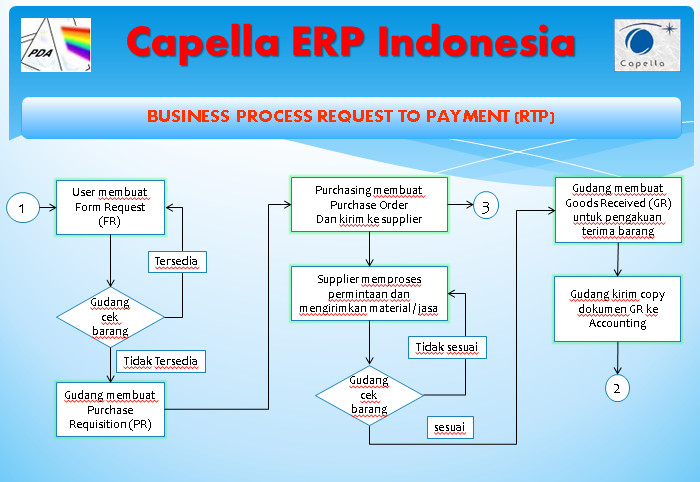 PDA
Capella ERP Indonesia
Capella
BUSINESS PROCESS REQUEST TO PAYMENT (RTP)
1
User membuat
Form Request
(FR)
Tersedia
Gudang
cek
barang
Tidak Tersedia
Gudang membuat
Purchase
Requisition (PR)
Purchasing membuat
Purchase Order
Dan kirim ke supplier
3
Supplier memproses
permintaan dan
mengirimkan material/jasa
Tidak sesuai
Gudang
cek
barang
sesuai
Gudang membuat
Goods Received (GR)
untuk pengakuan
terima barang
Gudang kirim copy
dokumen GR ke
Accounting
2